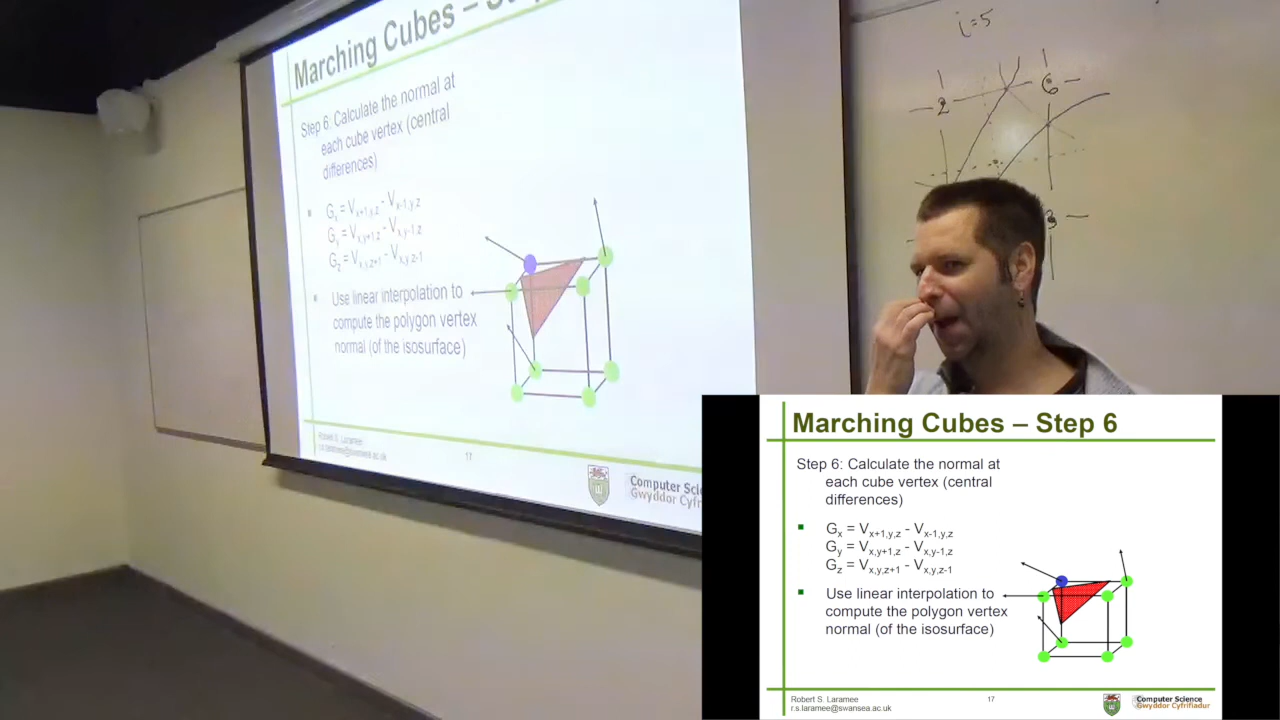 Marching Cubes – S
Step 6: Calculate the normal at
each cube vertex (central
differences)
Gx = Vx+1,y,z - Vx-1,y,z
Gy = Vx,y+1,z - Vx,y-1,z
Gz = Vx,y,z+1 - Vx,y,z-1
Use linear interpolation to
compute the polygon vertex
normal (of the isosurface)
Robert S. Laramee
r.s.laramee@swansea.ac.uk
17
Computer Scie
Gwyddor Cyfr
i=5
2
6
3
Marching Cubes – Step 6
Step 6: Calculate the normal at
each cube vertex (central
differences)
Gx = Vx+1,y,z - Vx-1,y,z
Gy = Vx,y+1,z - Vx,y-1,z
Gz = Vx,y,z+1 - Vx,y,z-1
Use linear interpolation to
compute the polygon vertex
normal (of the isosurface)
Robert S. Laramee
r.s.laramee@swansea.ac.uk
17
Computer Science
Gwyddor Cyfrifiadur